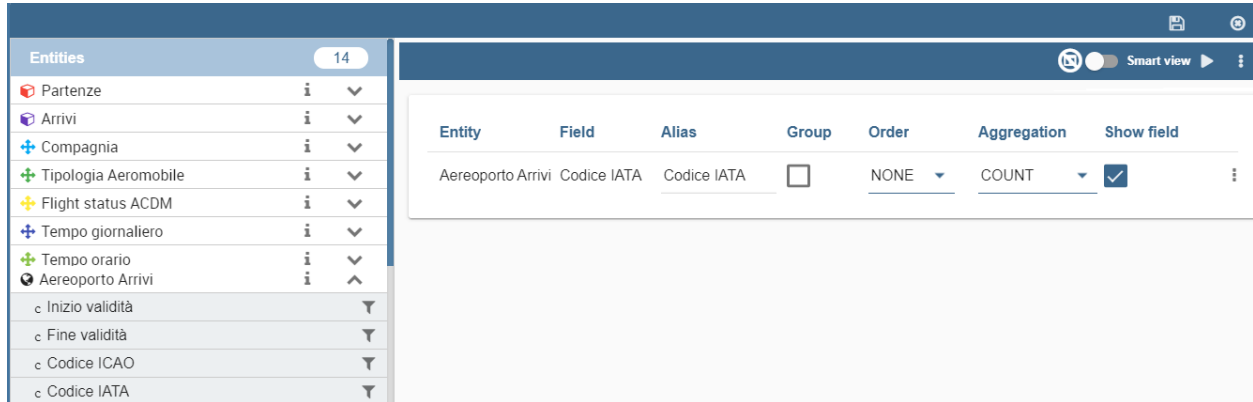 Entities 14
Smart view
Partenze i
Arrivi i
Compagnia i
Tipologia Aeromobile i
Flight status ACDM i
Tempo giornaliero i
Tempo orario i
Aereoporto Arrivi i
c Inizio validità
c Fine validità
c Codice ICAO
c Codice IATA
Entity Field Alias Group Order Aggregation Show field
Aereoporto Arrivi Codice IATA Codice IATA NONE COUNT